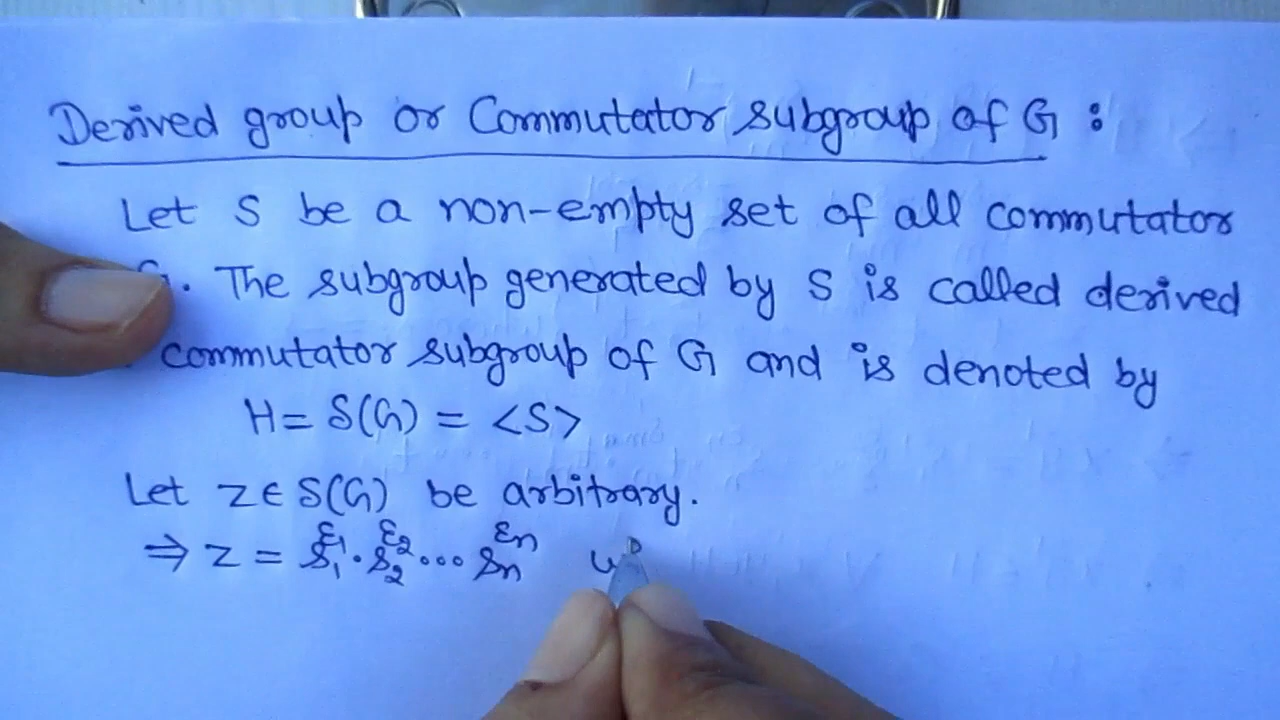 Derived group or Commutator subgroup of G :
Let S be a non-empty set of all commutator
G. The subgroup generated by S is called derived
commutator subgroup of G and is denoted by
H = S(G) = <S>
Let z ∈ S(G) be arbitrary.
⇒ z = s₁^ε₁ · s₂^ε₂ ... sₙ^εₙ